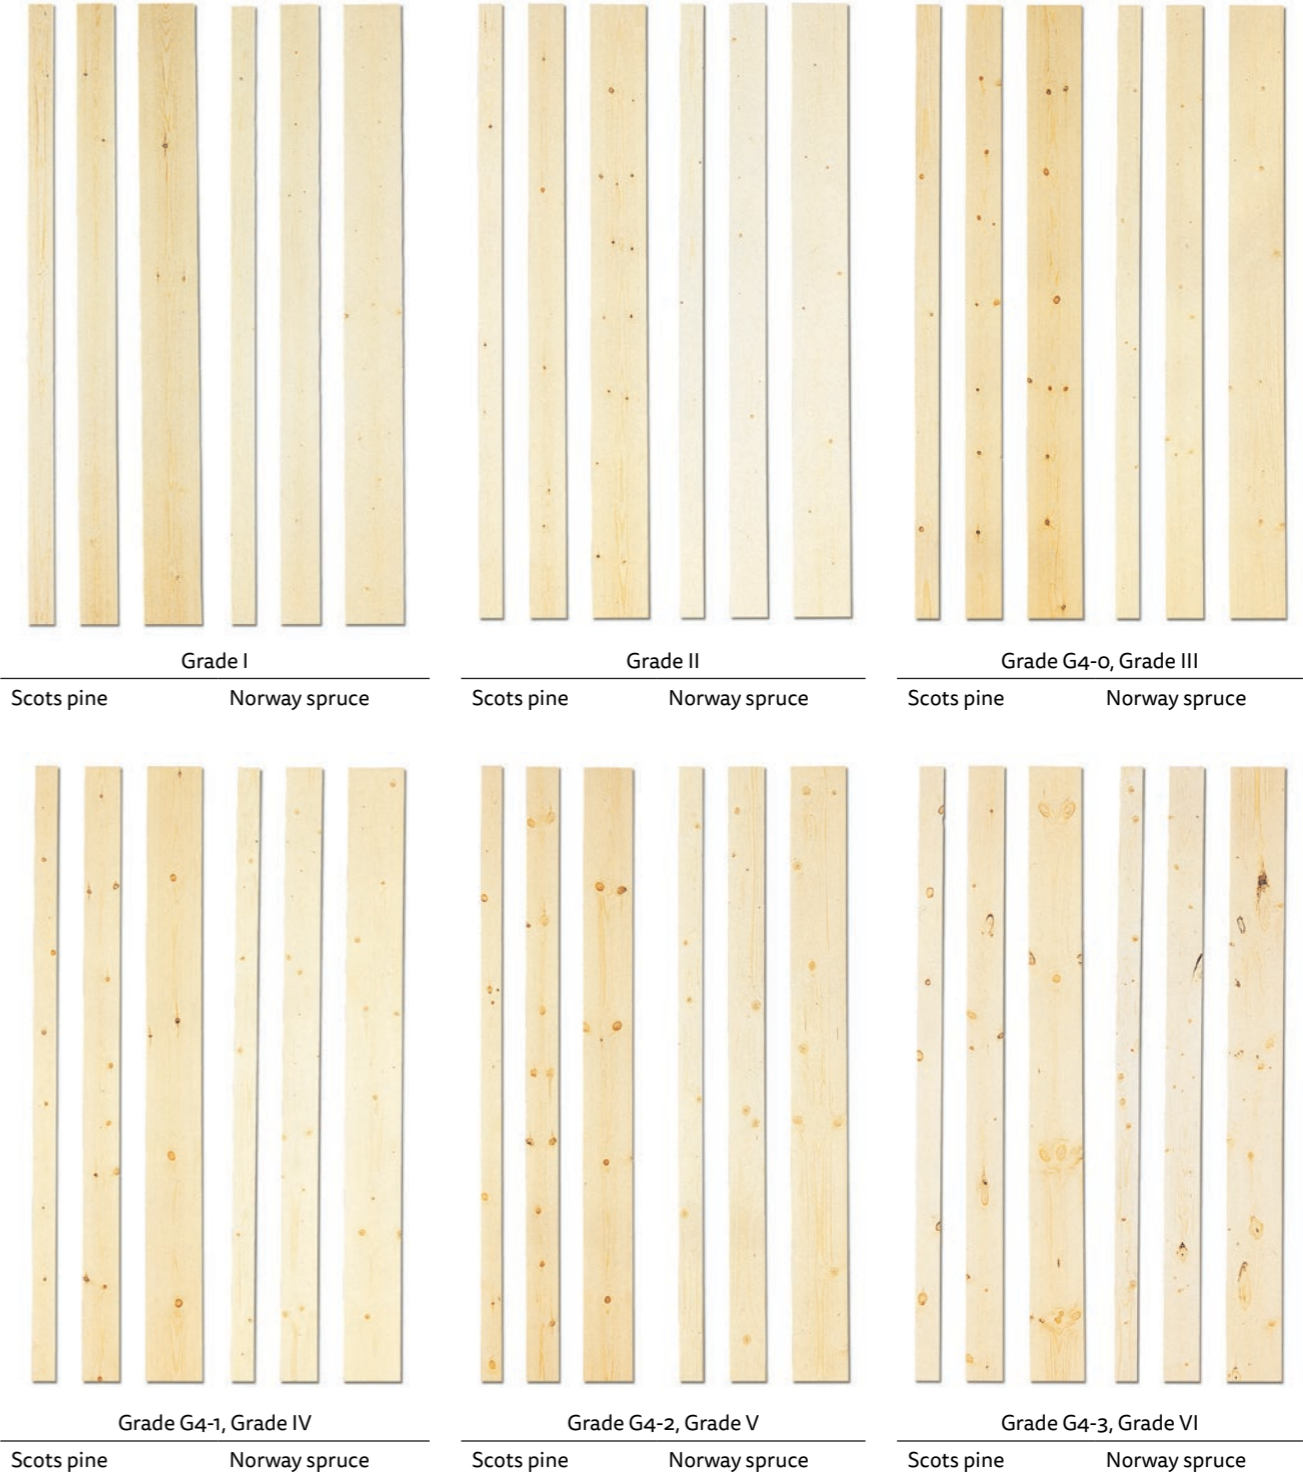 Grade I
Scots pine
Norway spruce
Grade II
Scots pine
Norway spruce
Grade G4-0, Grade III
Scots pine
Norway spruce
Grade G4-1, Grade IV
Scots pine
Norway spruce
Grade G4-2, Grade V
Scots pine
Norway spruce
Grade G4-3, Grade VI
Scots pine
Norway spruce